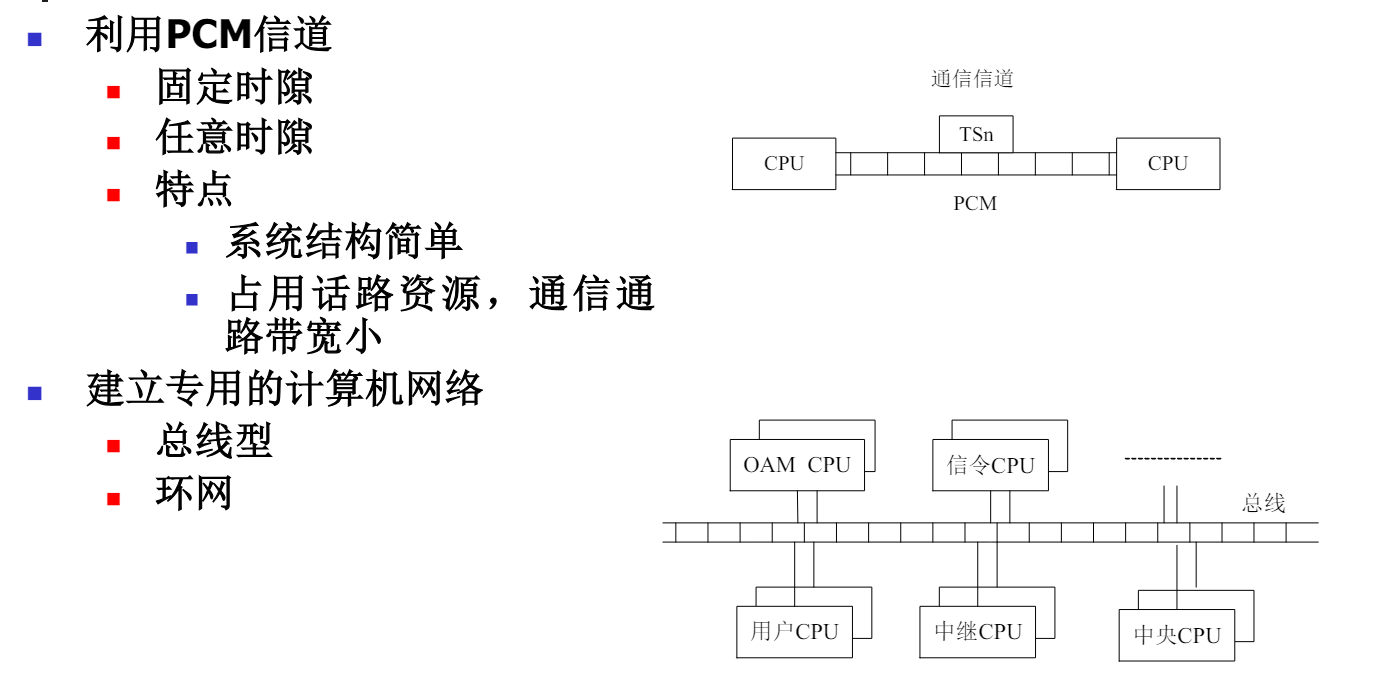 利用PCM信道
固定时隙
任意时隙
特点
系统结构简单
占用话路资源，通信通
路带宽小
建立专用的计算机网络
总线型
环网
通信信道
TSn
CPU
CPU
PCM
OAM CPU
信令CPU
---------------
总线
用户CPU
中继CPU
中央CPU